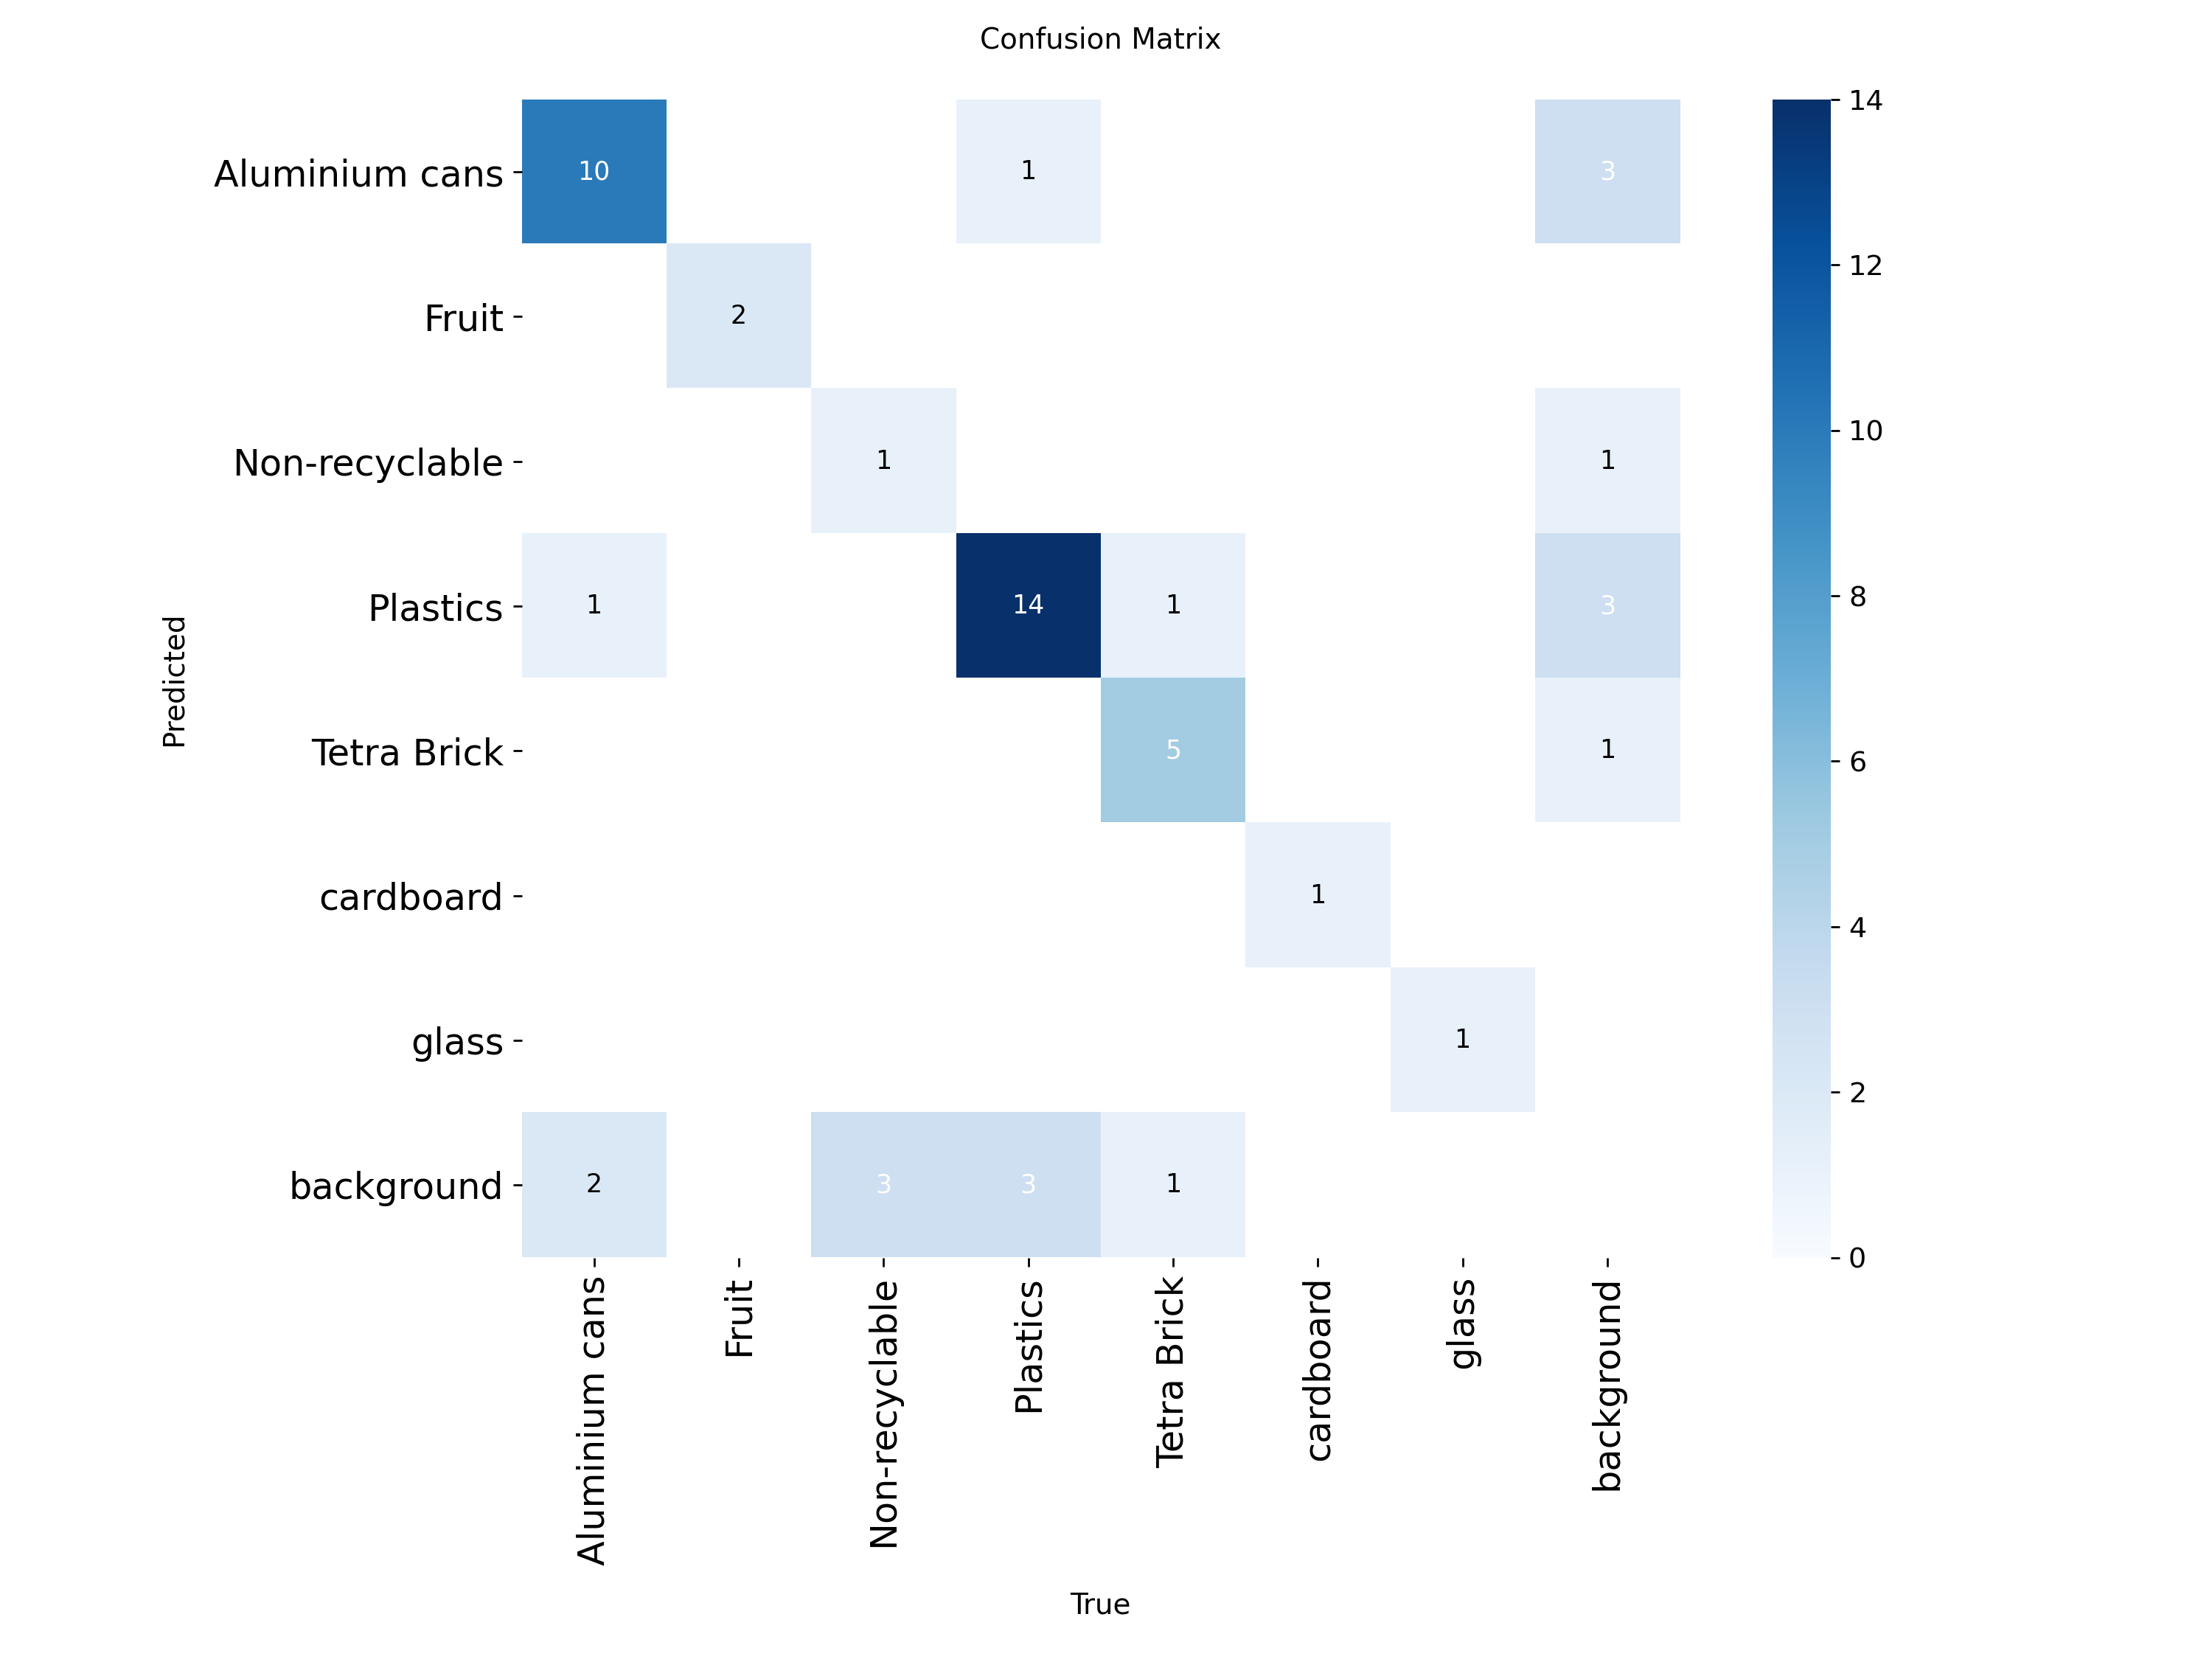 Confusion Matrix
Aluminium cans 10 1 3
Fruit 2
Non-recyclable 1 1
Plastics 1 14 1 3
Tetra Brick 5 1
cardboard 1
glass 1
background 2 3 3 1
Predicted
Aluminium cans
Fruit
Non-recyclable
Plastics
Tetra Brick
cardboard
glass
background
True
14
12
10
8
6
4
2
0